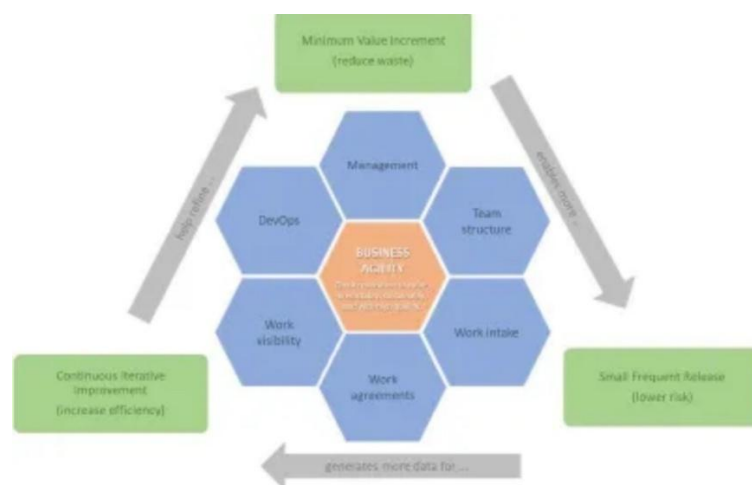 Minimum Value Increment
(reduce waste)
help refine ...
enables more ...
Management
DevOps
Team
structure
BUSINESS
AGILITY
Work
visibility
Work intake
Work
agreements
Continuous Iterative
Improvement
(increase efficiency)
Small Frequent Release
(lower risk)
generates more data for ...